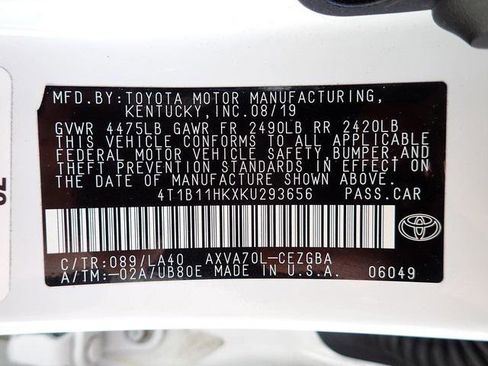 MFD.BY:TOYOTA MOTOR MANUFACTURING,
KENTUCKY,INC.08/19
GVWR 4475LB GAWR FR 2490LB RR 2420LB
THIS VEHICLE CONFORMS TO ALL APPLICABLE
FEDERAL MOTOR VEHICLE SAFETY,BUMPER,AND
THEFT PREVENTION STANDARDS IN EFFECT ON
THE DATE OF MANUFACTURE SHOWN ABOVE.
4T1B11HKXKU293656 PASS.CAR
C/TR:089/LA40 AXVA70L-CEZGBA
A/TM:-02A/UB80E MADE IN U.S.A. 06049
TOYOTA